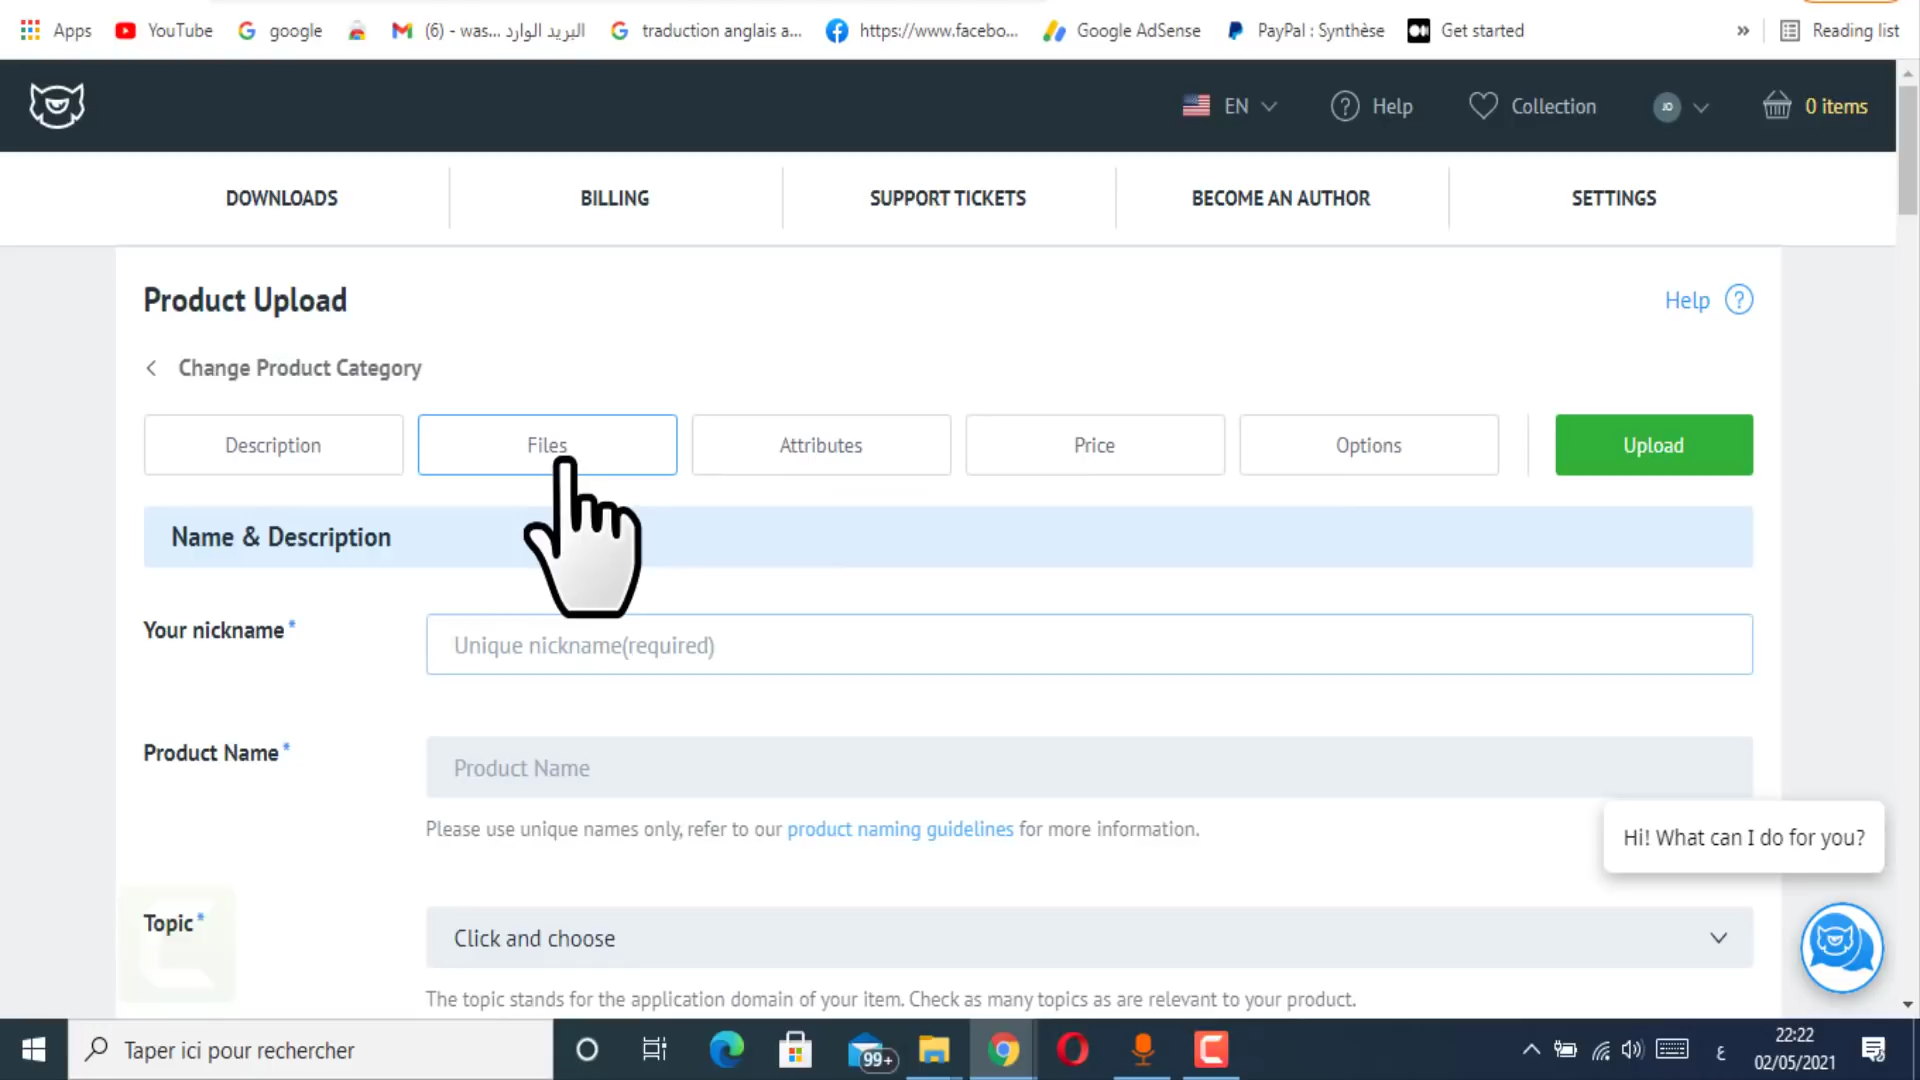 Apps YouTube google (6) - was... البريد الوارد traduction anglais a... https://www.facebo... Google AdSense PayPal : Synthèse Get started » Reading list
EN Help Collection JO 0 items
DOWNLOADS BILLING SUPPORT TICKETS BECOME AN AUTHOR SETTINGS
Product Upload Help ?
Change Product Category
Description Files Attributes Price Options Upload
Name & Description
Your nickname * Unique nickname(required)
Product Name * Product Name
Please use unique names only, refer to our product naming guidelines for more information.
Hi! What can I do for you?
Topic * Click and choose
The topic stands for the application domain of your item. Check as many topics as are relevant to your product.
Taper ici pour rechercher 99+ ع 22:22
02/05/2021